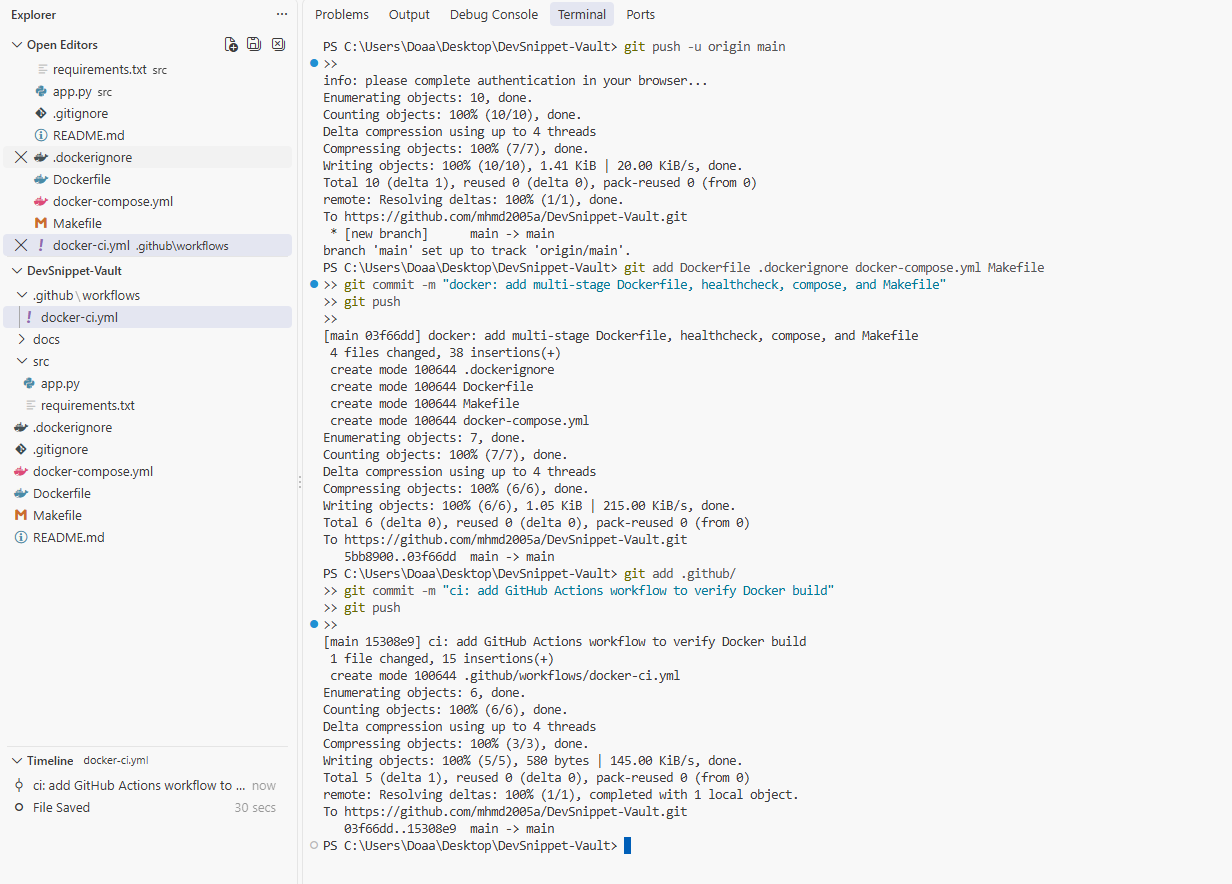 Explorer
Open Editors
requirements.txt src
app.py src
.gitignore
README.md
.dockerignore
Dockerfile
docker-compose.yml
Makefile
docker-ci.yml .github\workflows
DevSnippet-Vault
.github\workflows
docker-ci.yml
docs
src
app.py
requirements.txt
.dockerignore
.gitignore
docker-compose.yml
Dockerfile
Makefile
README.md
Timeline docker-ci.yml
ci: add GitHub Actions workflow to ... now
File Saved 30 secs
Problems Output Debug Console Terminal Ports
PS C:\Users\Doaa\Desktop\DevSnippet-Vault> git push -u origin main
>>
info: please complete authentication in your browser...
Enumerating objects: 10, done.
Counting objects: 100% (10/10), done.
Delta compression using up to 4 threads
Compressing objects: 100% (7/7), done.
Writing objects: 100% (10/10), 1.41 KiB | 20.00 KiB/s, done.
Total 10 (delta 1), reused 0 (delta 0), pack-reused 0 (from 0)
remote: Resolving deltas: 100% (1/1), done.
To https://github.com/mhmd2005a/DevSnippet-Vault.git
* [new branch] main -> main
branch 'main' set up to track 'origin/main'.
PS C:\Users\Doaa\Desktop\DevSnippet-Vault> git add Dockerfile .dockerignore docker-compose.yml Makefile
>> git commit -m "docker: add multi-stage Dockerfile, healthcheck, compose, and Makefile"
>> git push
>>
[main 03f66dd] docker: add multi-stage Dockerfile, healthcheck, compose, and Makefile
4 files changed, 38 insertions(+)
create mode 100644 .dockerignore
create mode 100644 Dockerfile
create mode 100644 Makefile
create mode 100644 docker-compose.yml
Enumerating objects: 7, done.
Counting objects: 100% (7/7), done.
Delta compression using up to 4 threads
Compressing objects: 100% (6/6), done.
Writing objects: 100% (6/6), 1.05 KiB | 215.00 KiB/s, done.
Total 6 (delta 0), reused 0 (delta 0), pack-reused 0 (from 0)
To https://github.com/mhmd2005a/DevSnippet-Vault.git
5bb8900..03f66dd main -> main
PS C:\Users\Doaa\Desktop\DevSnippet-Vault> git add .github/
>> git commit -m "ci: add GitHub Actions workflow to verify Docker build"
>> git push
>>
[main 15308e9] ci: add GitHub Actions workflow to verify Docker build
1 file changed, 15 insertions(+)
create mode 100644 .github/workflows/docker-ci.yml
Enumerating objects: 6, done.
Counting objects: 100% (6/6), done.
Delta compression using up to 4 threads
Compressing objects: 100% (3/3), done.
Writing objects: 100% (5/5), 580 bytes | 145.00 KiB/s, done.
Total 5 (delta 1), reused 0 (delta 0), pack-reused 0 (from 0)
remote: Resolving deltas: 100% (1/1), completed with 1 local object.
To https://github.com/mhmd2005a/DevSnippet-Vault.git
03f66dd..15308e9 main -> main
PS C:\Users\Doaa\Desktop\DevSnippet-Vault>